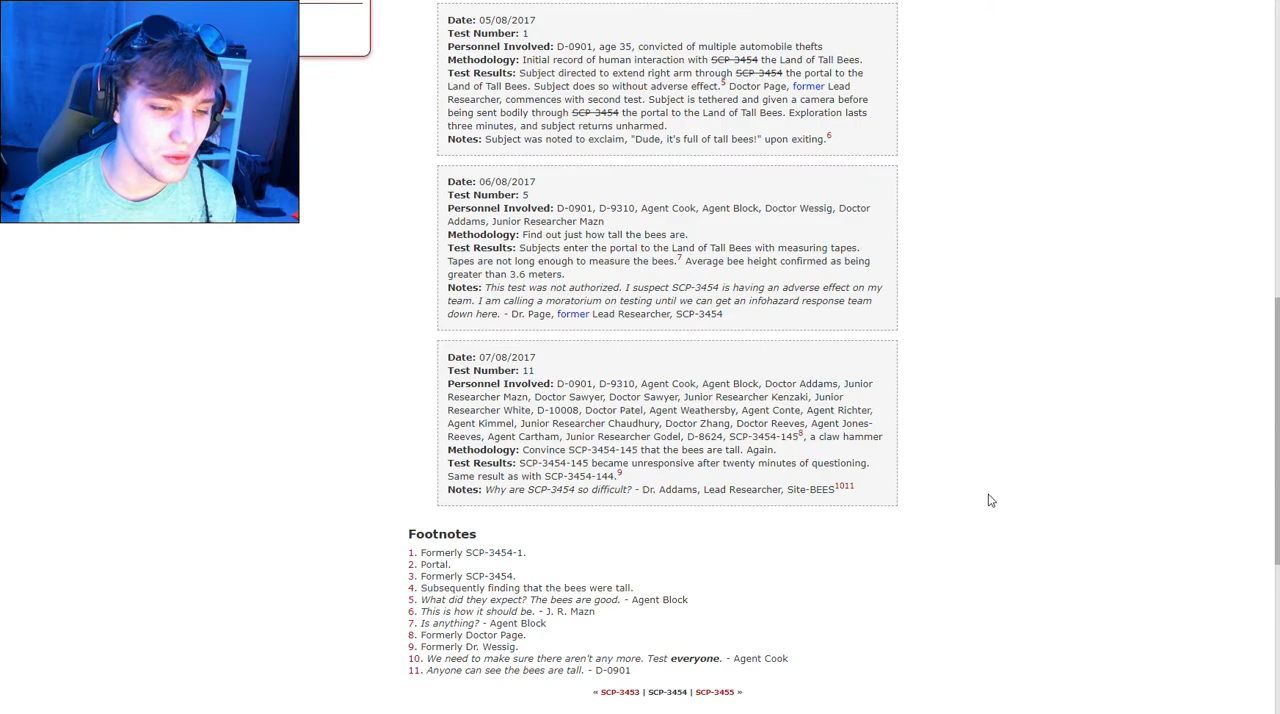 Date: 05/08/2017
Test Number: 1
Personnel Involved: D-0901, age 35, convicted of multiple automobile thefts
Methodology: Initial record of human interaction with SCP-3454 the Land of Tall Bees.
Test Results: Subject directed to extend right arm through SCP-3454 the portal to the
Land of Tall Bees. Subject does so without adverse effect.5 Doctor Page, former Lead
Researcher, commences with second test. Subject is tethered and given a camera before
being sent bodily through SCP-3454 the portal to the Land of Tall Bees. Exploration lasts
three minutes, and subject returns unharmed.
Notes: Subject was noted to exclaim, "Dude, it's full of tall bees!" upon exiting.6
Date: 06/08/2017
Test Number: 5
Personnel Involved: D-0901, D-9310, Agent Cook, Agent Block, Doctor Wessig, Doctor
Addams, Junior Researcher Mazn
Methodology: Find out just how tall the bees are.
Test Results: Subjects enter the portal to the Land of Tall Bees with measuring tapes.
Tapes are not long enough to measure the bees.7 Average bee height confirmed as being
greater than 3.6 meters.
Notes: This test was not authorized. I suspect SCP-3454 is having an adverse effect on my
team. I am calling a moratorium on testing until we can get an infohazard response team
down here. - Dr. Page, former Lead Researcher, SCP-3454
Date: 07/08/2017
Test Number: 11
Personnel Involved: D-0901, D-9310, Agent Cook, Agent Block, Doctor Addams, Junior
Researcher Mazn, Doctor Sawyer, Doctor Sawyer, Junior Researcher Kenzaki, Junior
Researcher White, D-10008, Doctor Patel, Agent Weathersby, Agent Conte, Agent Richter,
Agent Kimmel, Junior Researcher Chaudhury, Doctor Zhang, Doctor Reeves, Agent Jones-
Reeves, Agent Cartham, Junior Researcher Godel, D-8624, SCP-3454-1458, a claw hammer
Methodology: Convince SCP-3454-145 that the bees are tall. Again.
Test Results: SCP-3454-145 became unresponsive after twenty minutes of questioning.
Same result as with SCP-3454-144.9
Notes: Why are SCP-3454 so difficult? - Dr. Addams, Lead Researcher, Site-BEES1011
Footnotes
1. Formerly SCP-3454-1.
2. Portal.
3. Formerly SCP-3454.
4. Subsequently finding that the bees were tall.
5. What did they expect? The bees are good. - Agent Block
6. This is how it should be. - J. R. Mazn
7. Is anything? - Agent Block
8. Formerly Doctor Page.
9. Formerly Dr. Wessig.
10. We need to make sure there aren't any more. Test everyone. - Agent Cook
11. Anyone can see the bees are tall. - D-0901
« SCP-3453 | SCP-3454 | SCP-3455 »